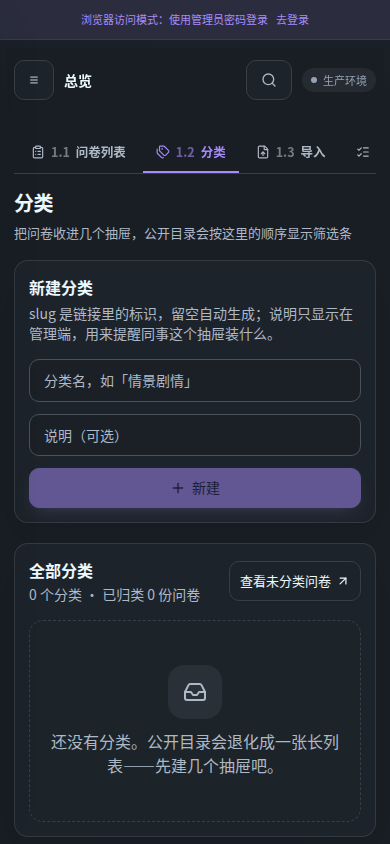 浏览器访问模式：使用管理员密码登录 去登录
总览
生产环境
1.1 问卷列表
1.2 分类
1.3 导入
分类
把问卷收进几个抽屉，公开目录会按这里的顺序显示筛选条
新建分类
slug 是链接里的标识，留空自动生成；说明只显示在
管理端，用来提醒同事这个抽屉装什么。
分类名，如「情景剧情」
说明（可选）
新建
全部分类
0 个分类 · 已归类 0 份问卷
查看未分类问卷
还没有分类。公开目录会退化成一张长列
表——先建几个抽屉吧。